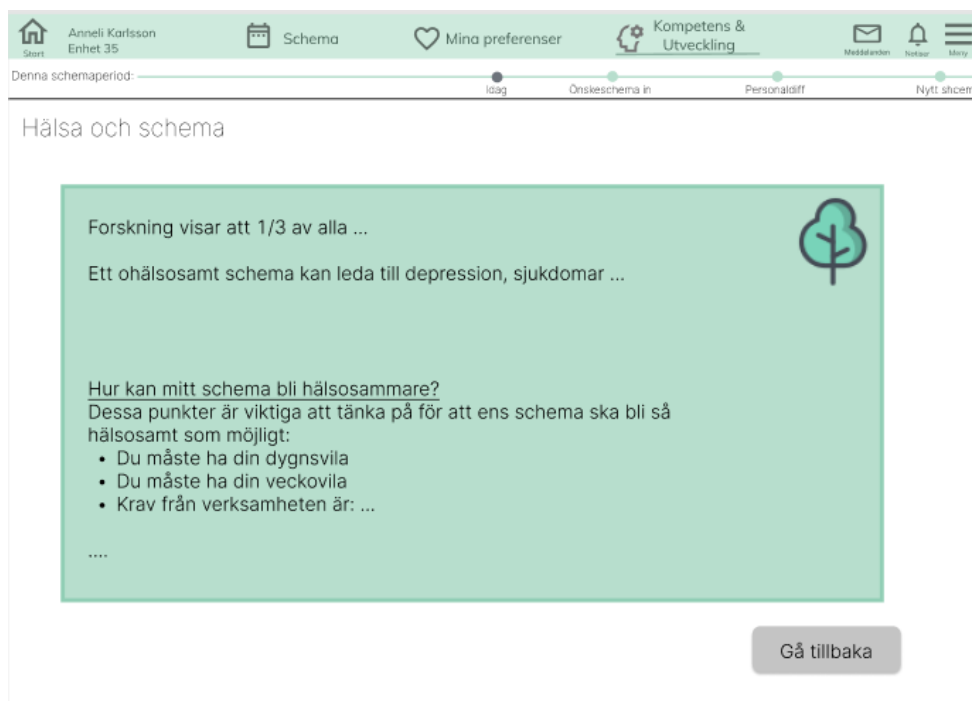 Start
Anneli Karlsson
Enhet 35
Schema
Mina preferenser
Kompetens &
Utveckling
Meddelanden
Notiser
Meny
Denna schemaperiod:
Idag
Önskeschema in
Personaldiff
Nytt shcem
Hälsa och schema
Forskning visar att 1/3 av alla ...
Ett ohälsosamt schema kan leda till depression, sjukdomar ...
Hur kan mitt schema bli hälsosammare?
Dessa punkter är viktiga att tänka på för att ens schema ska bli så
hälsosamt som möjligt:
• Du måste ha din dygnsvila
• Du måste ha din veckovila
• Krav från verksamheten är: ...
....
Gå tillbaka